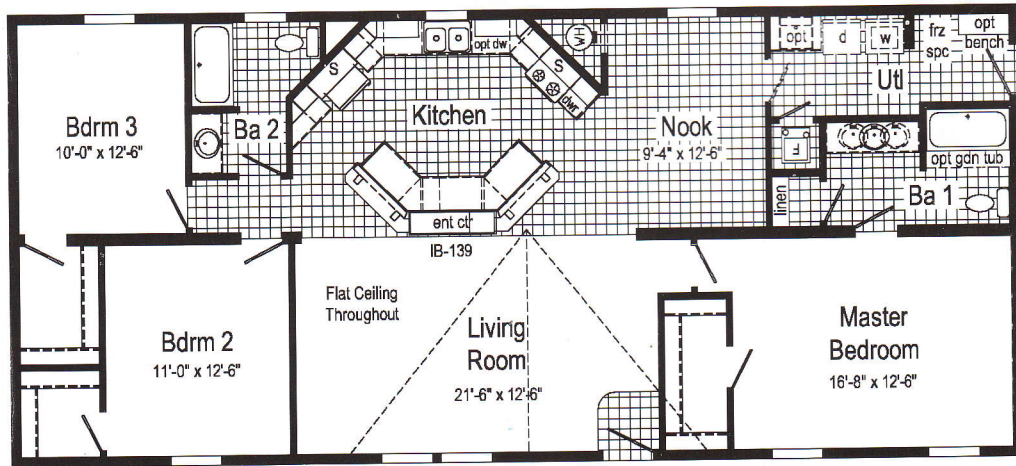 Bdrm 3
10'-0" x 12'-6"
Ba 2
S
opt dw
Kitchen
S
dwr
WH
Nook
9'-4" x 12'-6"
opt
d
w
frz
spc
opt
bench
Utl
F
linen
opt gdn tub
Ba 1
ent ctr
IB-139
Flat Ceiling
Throughout
Bdrm 2
11'-0" x 12'-6"
Living
Room
21'-6" x 12'-6"
Master
Bedroom
16'-8" x 12'-6"